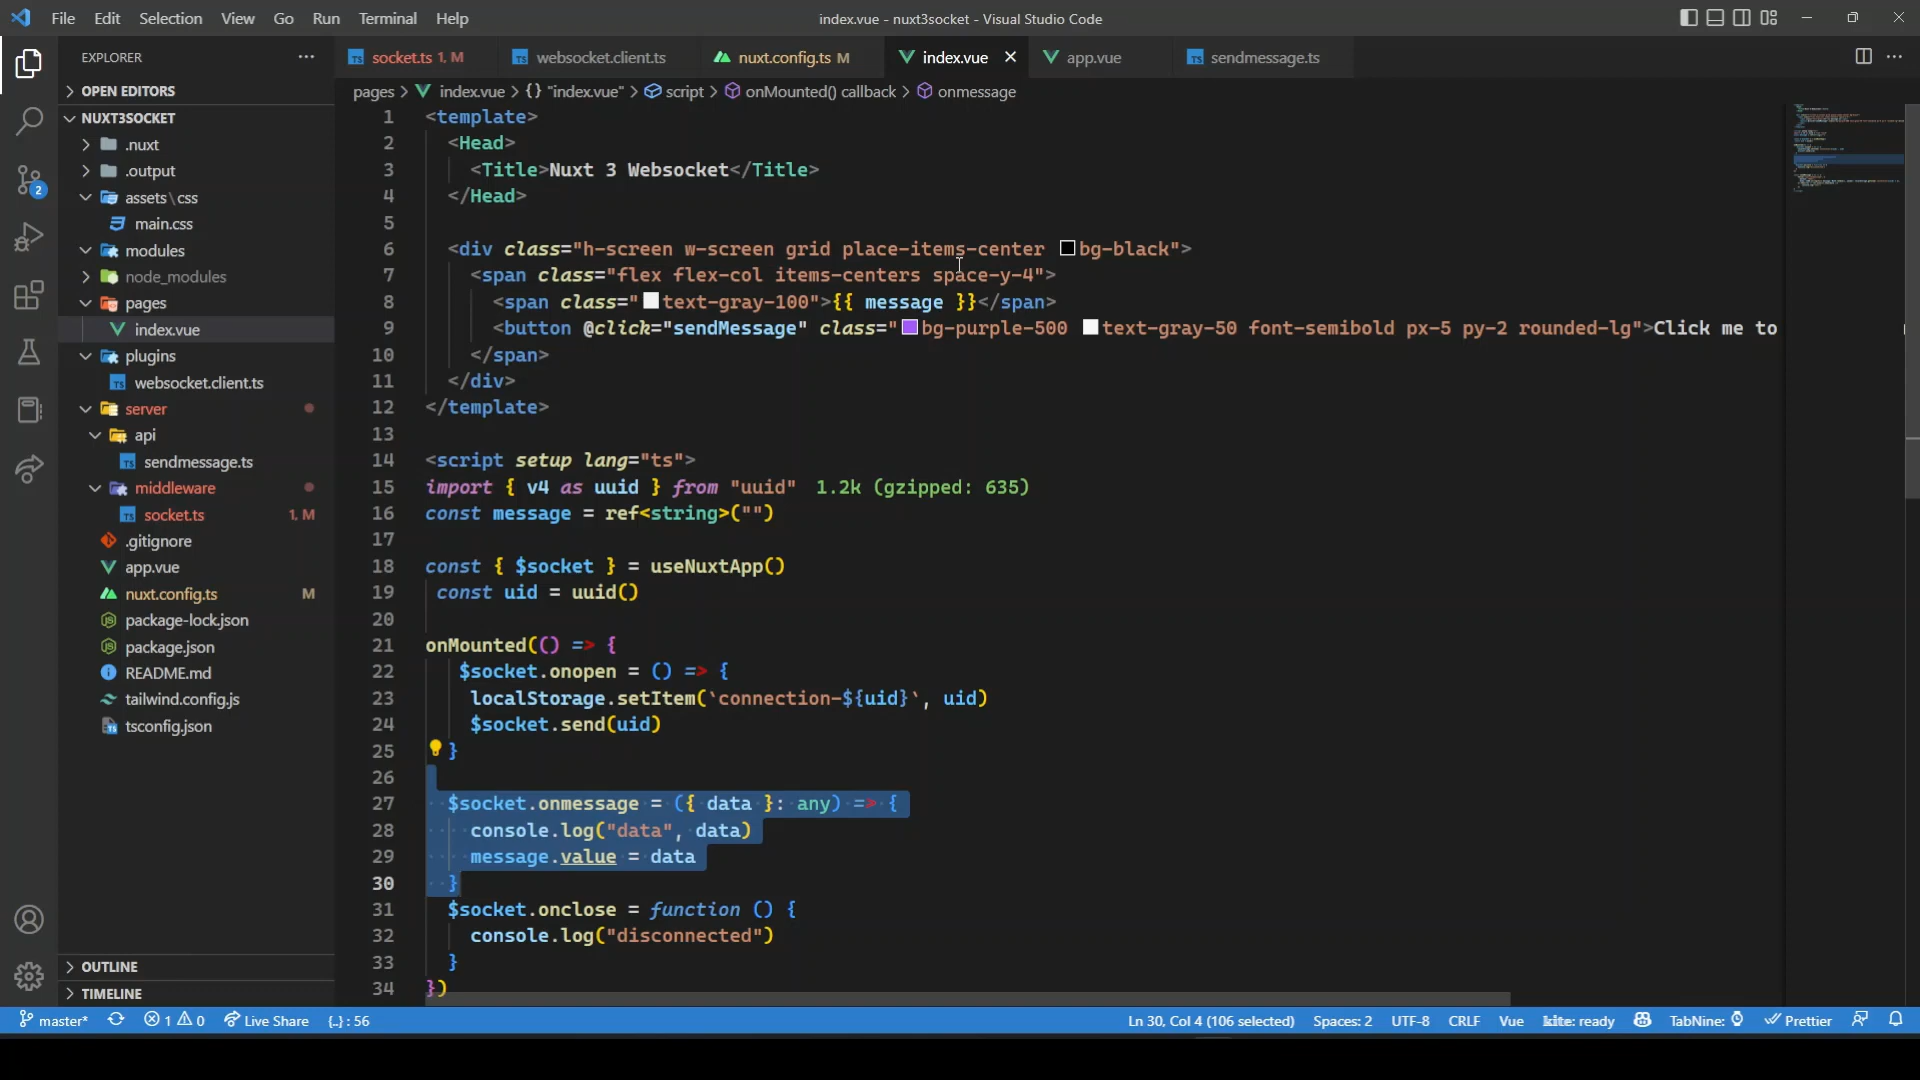 File Edit Selection View Go Run Terminal Help
index.vue - nuxt3socket - Visual Studio Code
EXPLORER
socket.ts 1, M
websocket.client.ts
nuxt.config.ts M
index.vue
app.vue
sendmessage.ts
OPEN EDITORS
NUXT3SOCKET
.nuxt
.output
assets\css
main.css
modules
node_modules
pages
index.vue
plugins
websocket.client.ts
server
api
sendmessage.ts
middleware
socket.ts 1, M
.gitignore
app.vue
nuxt.config.ts M
package-lock.json
package.json
README.md
tailwind.config.js
tsconfig.json
OUTLINE
TIMELINE
2
pages > index.vue > {} "index.vue" > script > onMounted() callback > onmessage
1 <template>
2 <Head>
3 <Title>Nuxt 3 Websocket</Title>
4 </Head>
5
6 <div class="h-screen w-screen grid place-items-center bg-black">
7 <span class="flex flex-col items-centers space-y-4">
8 <span class="text-gray-100">{{ message }}</span>
9 <button @click="sendMessage" class="bg-purple-500 text-gray-50 font-semibold px-5 py-2 rounded-lg">Click me to
10 </span>
11 </div>
12 </template>
13
14 <script setup lang="ts">
15 import { v4 as uuid } from "uuid" 1.2k (gzipped: 635)
16 const message = ref<string>("")
17
18 const { $socket } = useNuxtApp()
19 const uid = uuid()
20
21 onMounted(() => {
22 $socket.onopen = () => {
23 localStorage.setItem(`connection-${uid}`, uid)
24 $socket.send(uid)
25 }
26
27 $socket.onmessage = ({ data }: any) => {
28 console.log("data", data)
29 message.value = data
30 }
31 $socket.onclose = function () {
32 console.log("disconnected")
33 }
34 })
master* 1 0 Live Share {..} : 56
Ln 30, Col 4 (106 selected) Spaces: 2 UTF-8 CRLF Vue kite: ready TabNine: Prettier